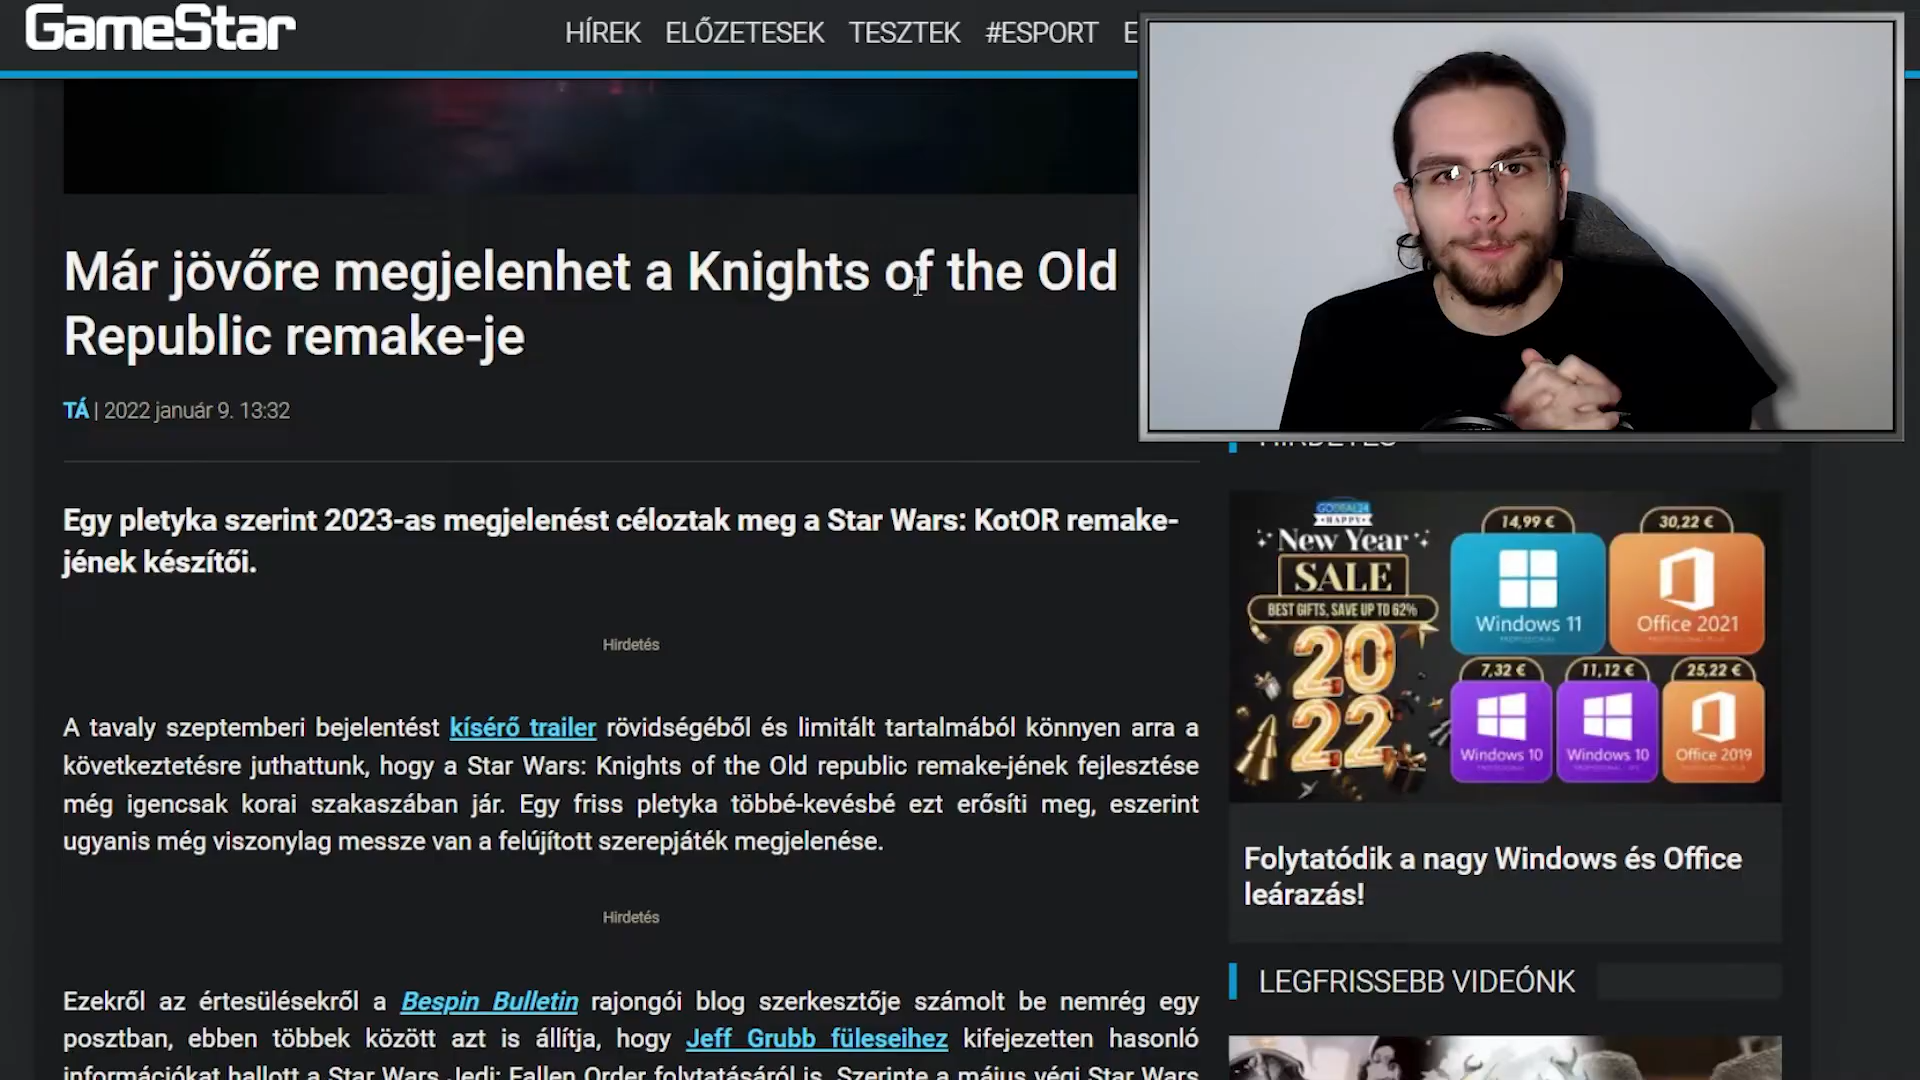 GameStar
HÍREK ELŐZETESEK TESZTEK #ESPORT E
Már jövőre megjelenhet a Knights of the Old
Republic remake-je
TÁ | 2022 január 9. 13:32
Egy pletyka szerint 2023-as megjelenést céloztak meg a Star Wars: KotOR remake-
jének készítői.
Hirdetés
A tavaly szeptemberi bejelentést kísérő trailer rövidségéből és limitált tartalmából könnyen arra a
következtetésre juthattunk, hogy a Star Wars: Knights of the Old republic remake-jének fejlesztése
még igencsak korai szakaszában jár. Egy friss pletyka többé-kevésbé ezt erősíti meg, eszerint
ugyanis még viszonylag messze van a felújított szerepjáték megjelenése.
Hirdetés
Ezekről az értesülésekről a Bespin Bulletin rajongói blog szerkesztője számolt be nemrég egy
posztban, ebben többek között azt is állítja, hogy Jeff Grubb füleseihez kifejezetten hasonló
információkat hallott a Star Wars Jedi: Fallen Order folytatásáról is. Szerinte a május végi Star Wars
HIRDETÉS
GODEAL24
HAPPY
New Year
SALE
BEST GIFTS, SAVE UP TO 62%
20
22
14,99 €
Windows 11
30,22 €
Office 2021
7,32 €
Windows 10
11,12 €
Windows 10
25,22 €
Office 2019
Folytatódik a nagy Windows és Office
leárazás!
LEGFRISSEBB VIDEÓNK